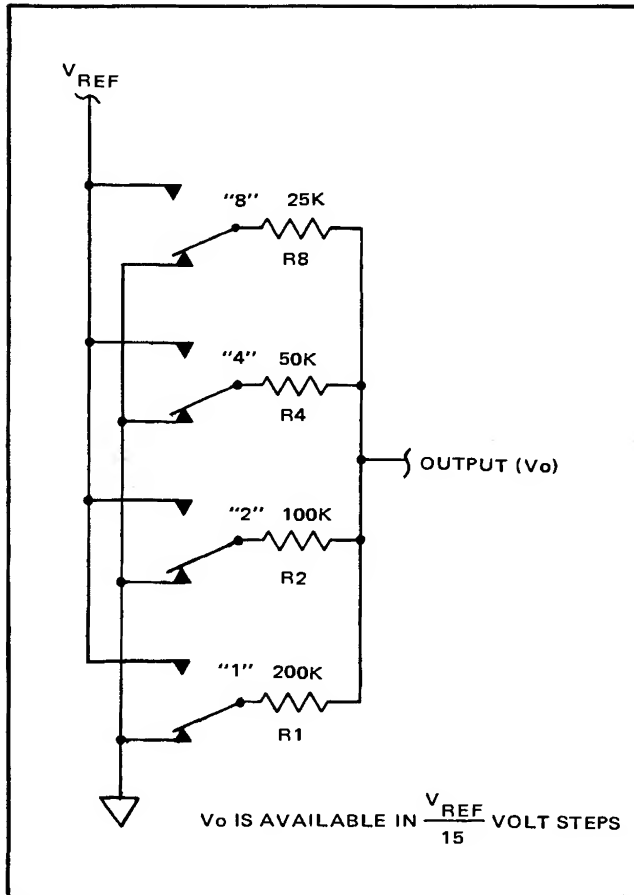 VREF
"8" 25K
R8
"4" 50K
R4
OUTPUT (Vo)
"2" 100K
R2
"1" 200K
R1
Vo IS AVAILABLE IN VREF/15 VOLT STEPS